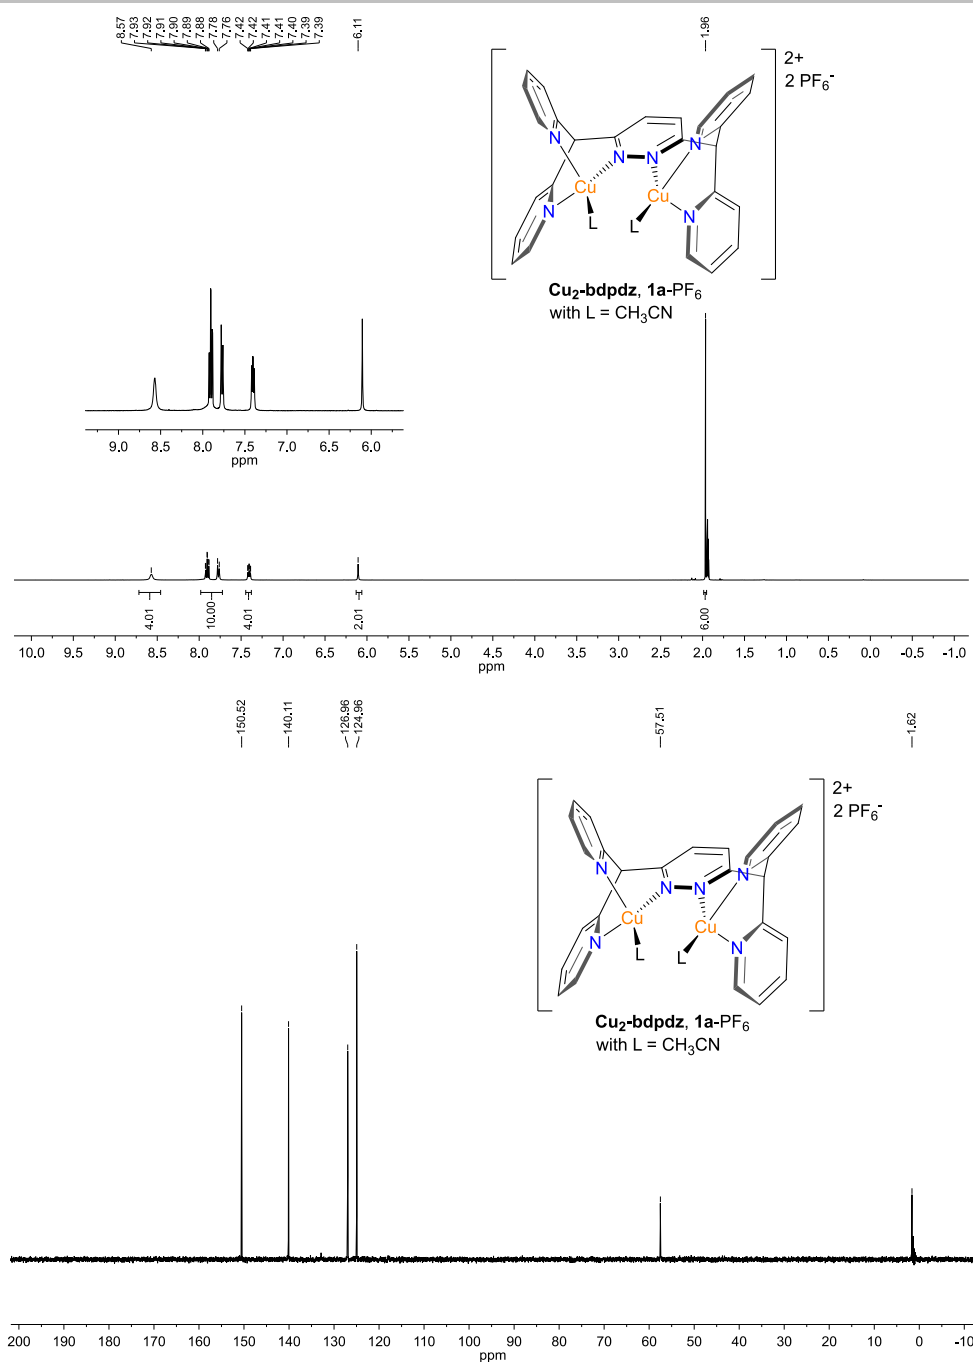 8.57
7.93
7.92
7.91
7.90
7.89
7.88
7.78
7.76
7.42
7.42
7.41
7.41
7.40
7.39
7.39
6.11
1.96
2+
2 PF6-
N
N
N
N
N
N
Cu
Cu
L
L
Cu2-bdpdz, 1a-PF6
with L = CH3CN
9.0 8.5 8.0 7.5 7.0 6.5 6.0
ppm
4.01
10.00
4.01
2.01
6.00
10.0 9.5 9.0 8.5 8.0 7.5 7.0 6.5 6.0 5.5 5.0 4.5 4.0 3.5 3.0 2.5 2.0 1.5 1.0 0.5 0.0 -0.5 -1.0
ppm
150.52
140.11
126.96
124.96
57.51
1.62
2+
2 PF6-
N
N
N
N
N
N
Cu
Cu
L
L
Cu2-bdpdz, 1a-PF6
with L = CH3CN
200 190 180 170 160 150 140 130 120 110 100 90 80 70 60 50 40 30 20 10 0 -10
ppm